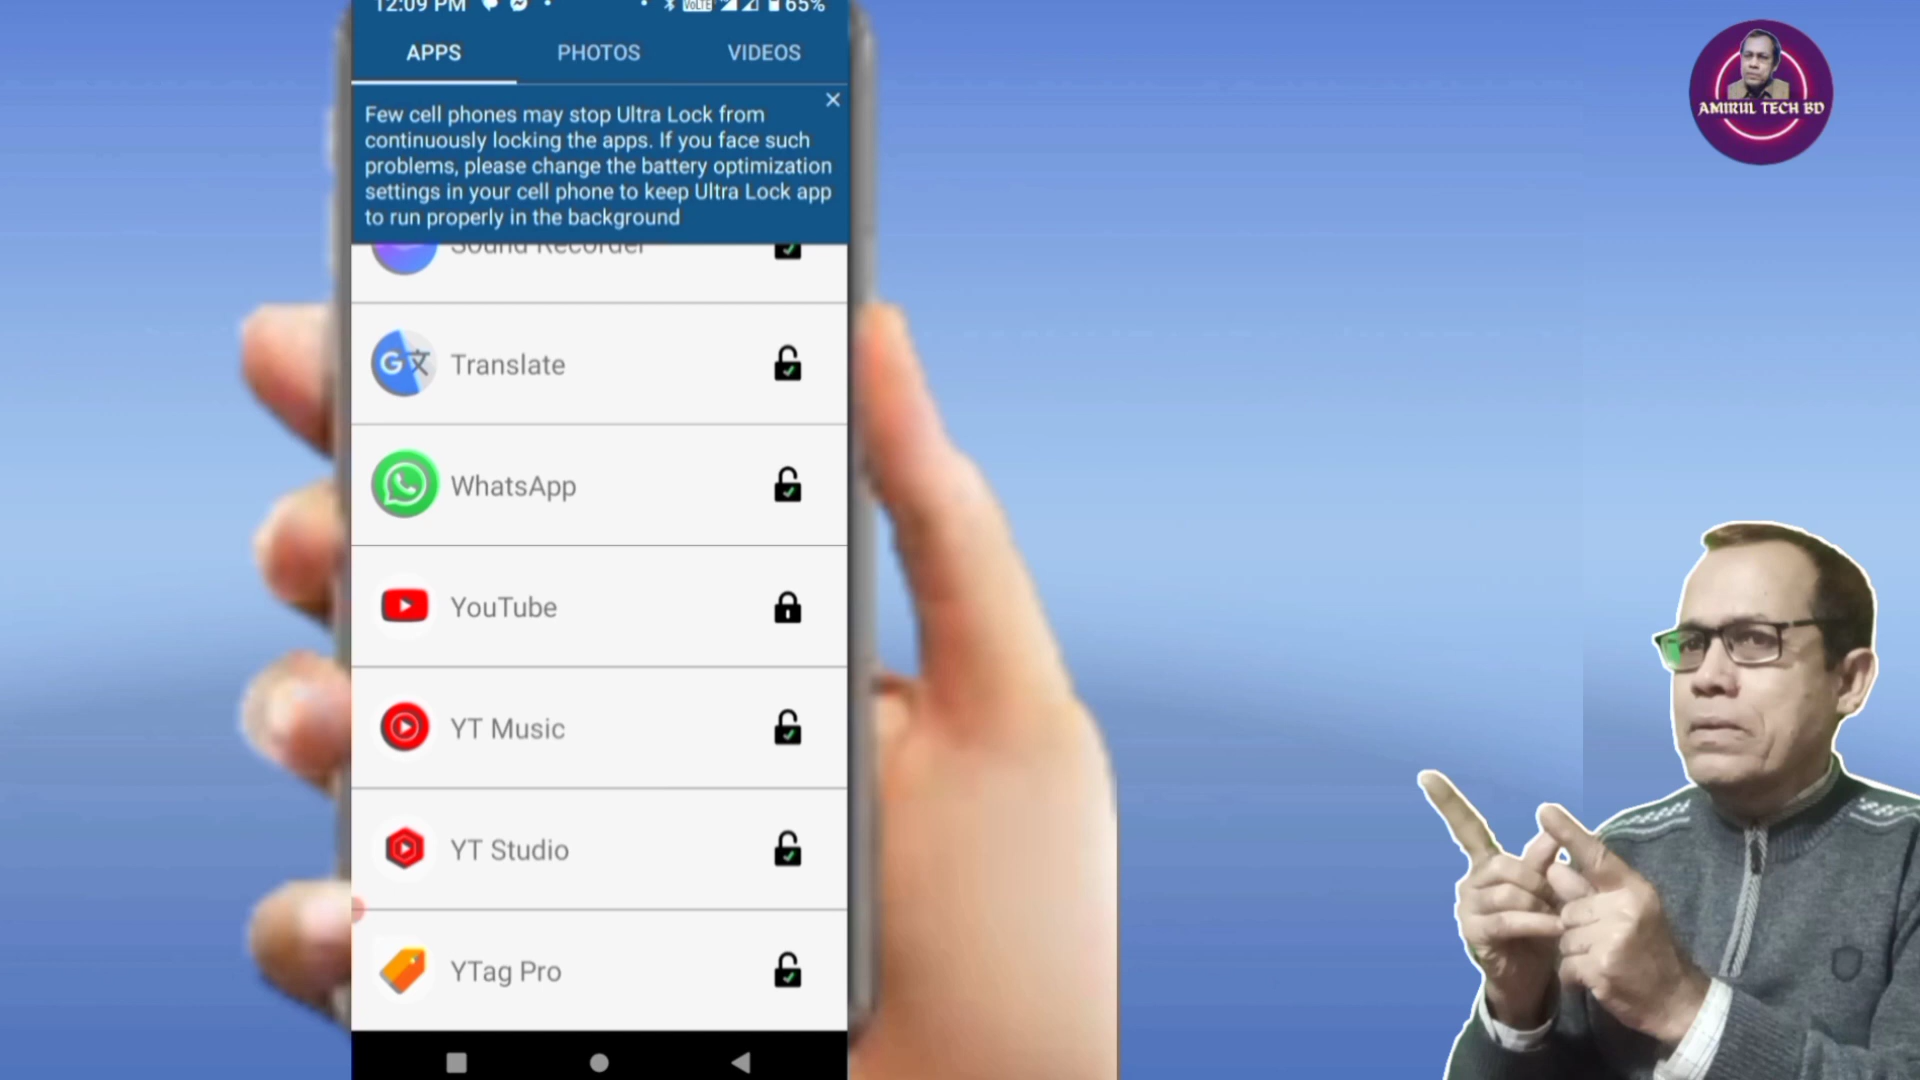 12:09 PM
VoLTE
65%
APPS PHOTOS VIDEOS
Few cell phones may stop Ultra Lock from
continuously locking the apps. If you face such
problems, please change the battery optimization
settings in your cell phone to keep Ultra Lock app
to run properly in the background
Sound Recorder
Translate
WhatsApp
YouTube
YT Music
YT Studio
YTag Pro
AMIRUL TECH BD